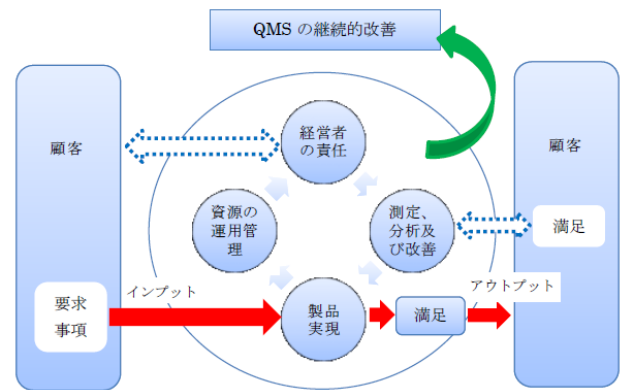 QMS の継続的改善
顧客
経営者
の責任
顧客
資源の
運用管
理
測定、
分析及
び改善
満足
インプット
アウトプット
要求
事項
製品
実現
満足